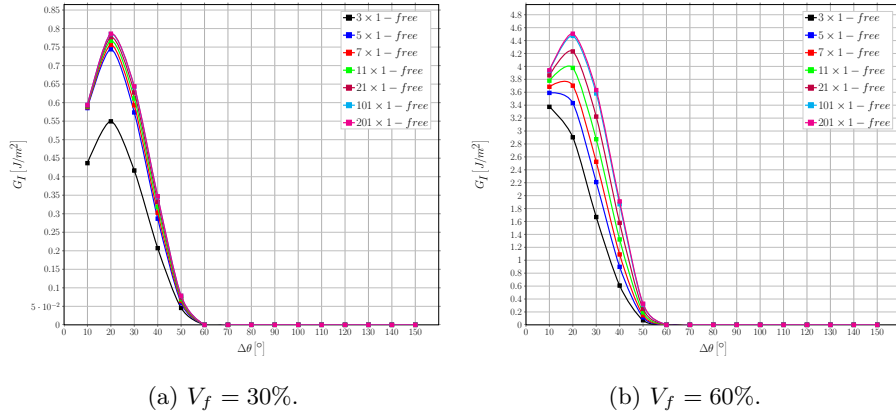 0.85
0.8
0.75
0.7
0.65
0.6
0.55
0.5
0.45
0.4
0.35
0.3
0.25
0.2
0.15
0.1
5 · 10⁻²
0
G_I [J/m²]
0 10 20 30 40 50 60 70 80 90 100 110 120 130 140 150
Δθ [°]
3 × 1 − free
5 × 1 − free
7 × 1 − free
11 × 1 − free
21 × 1 − free
101 × 1 − free
201 × 1 − free
(a) V_f = 30%.
4.8
4.6
4.4
4.2
4
3.8
3.6
3.4
3.2
3
2.8
2.6
2.4
2.2
2
1.8
1.6
1.4
1.2
1
0.8
0.6
0.4
0.2
0
G_I [J/m²]
0 10 20 30 40 50 60 70 80 90 100 110 120 130 140 150
Δθ [°]
3 × 1 − free
5 × 1 − free
7 × 1 − free
11 × 1 − free
21 × 1 − free
101 × 1 − free
201 × 1 − free
(b) V_f = 60%.